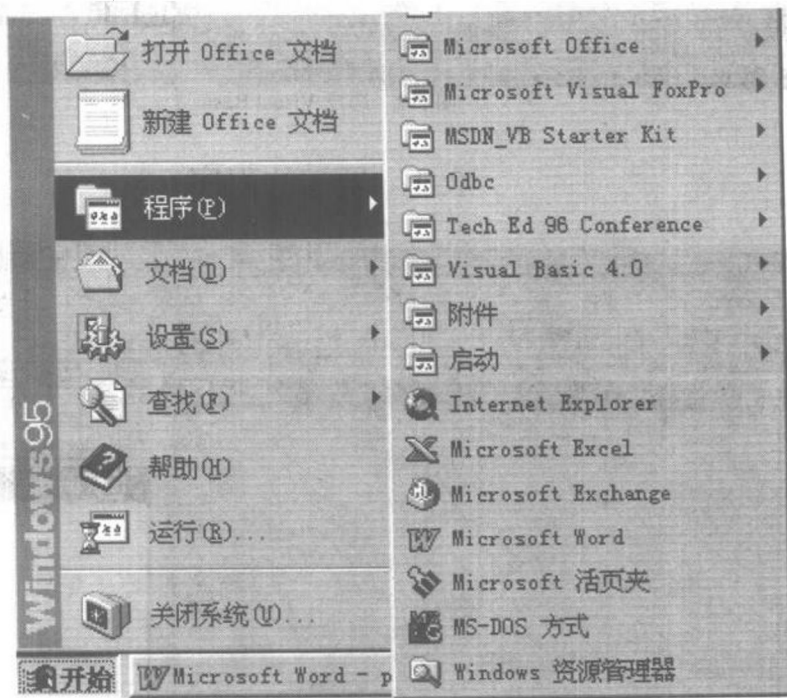 打开 Office 文档
新建 Office 文档
程序(P)
文档(D)
设置(S)
查找(F)
帮助(H)
运行(R)...
关闭系统(U)...
Windows95
开始
Microsoft Word - p
Microsoft Office
Microsoft Visual FoxPro
MSDN_VB Starter Kit
Odbc
Tech Ed 96 Conference
Visual Basic 4.0
附件
启动
Internet Explorer
Microsoft Excel
Microsoft Exchange
Microsoft Word
Microsoft 活页夹
MS-DOS 方式
Windows 资源管理器